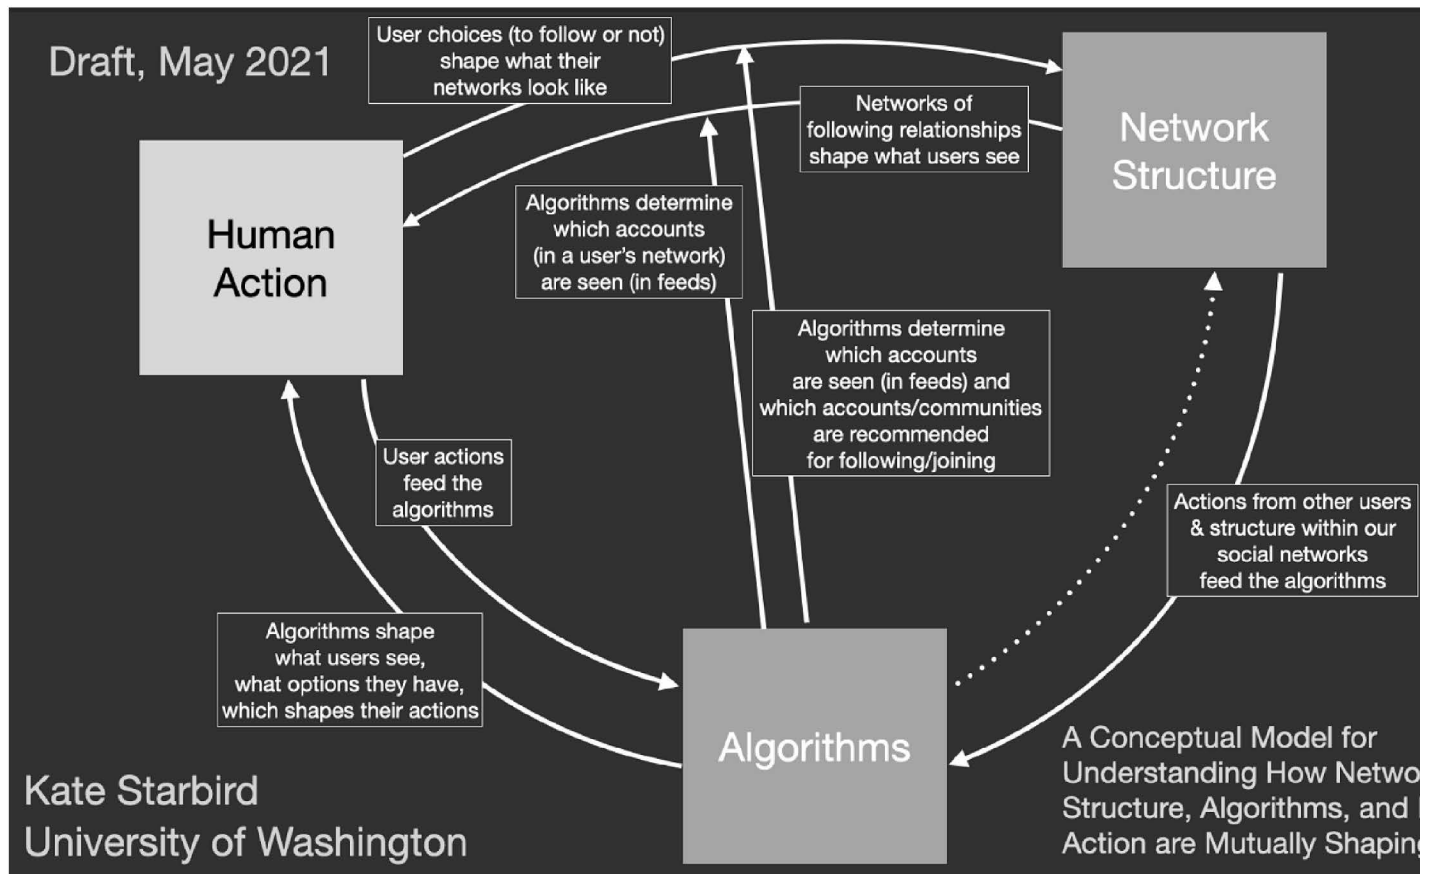 Draft, May 2021
User choices (to follow or not)
shape what their
networks look like
Networks of
following relationships
shape what users see
Network
Structure
Human
Action
Algorithms determine
which accounts
(in a user's network)
are seen (in feeds)
Algorithms determine
which accounts
are seen (in feeds) and
which accounts/communities
are recommended
for following/joining
User actions
feed the
algorithms
Actions from other users
& structure within our
social networks
feed the algorithms
Algorithms shape
what users see,
what options they have,
which shapes their actions
Algorithms
Kate Starbird
University of Washington
A Conceptual Model for
Understanding How Netwo
Structure, Algorithms, and
Action are Mutually Shaping